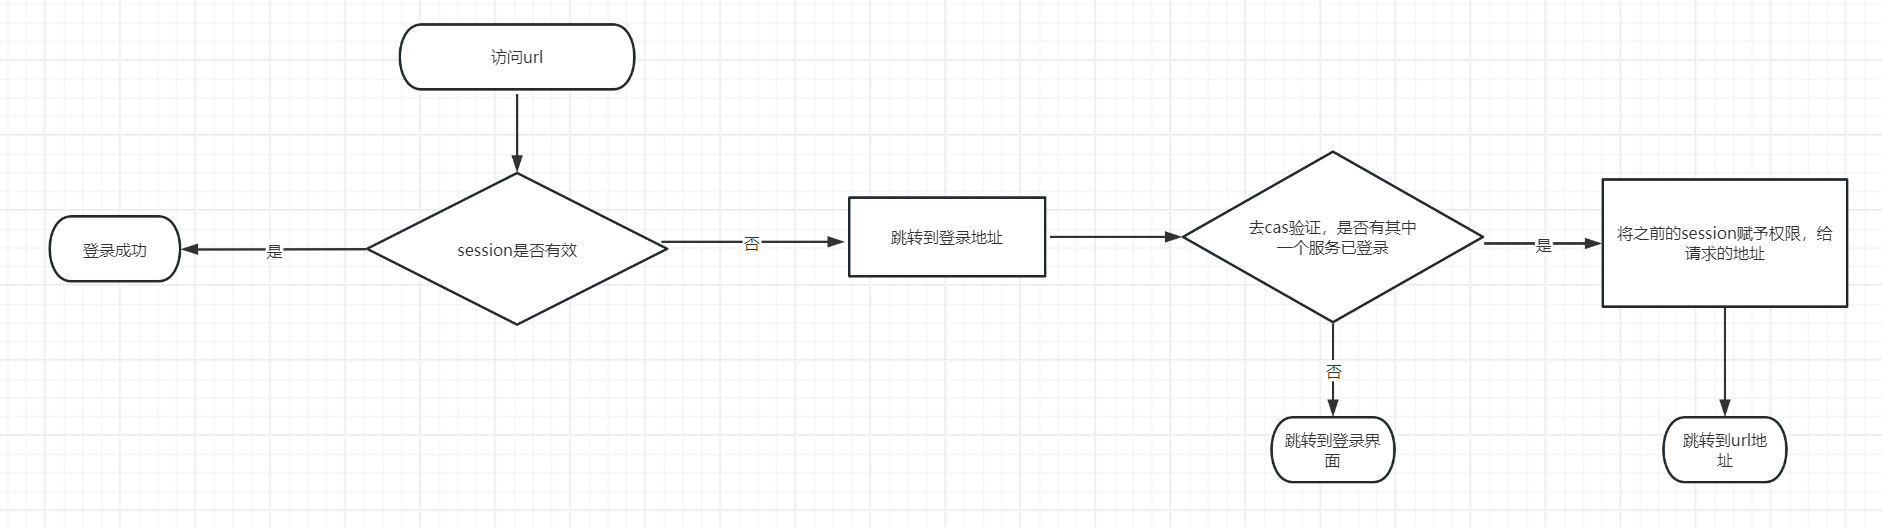 访问url
登录成功
是
session是否有效
否
跳转到登录地址
去cas验证，是否有其中
一个服务已登录
是
将之前的session赋予权限，给
请求的地址
否
跳转到登录界
面
跳转到url地
址